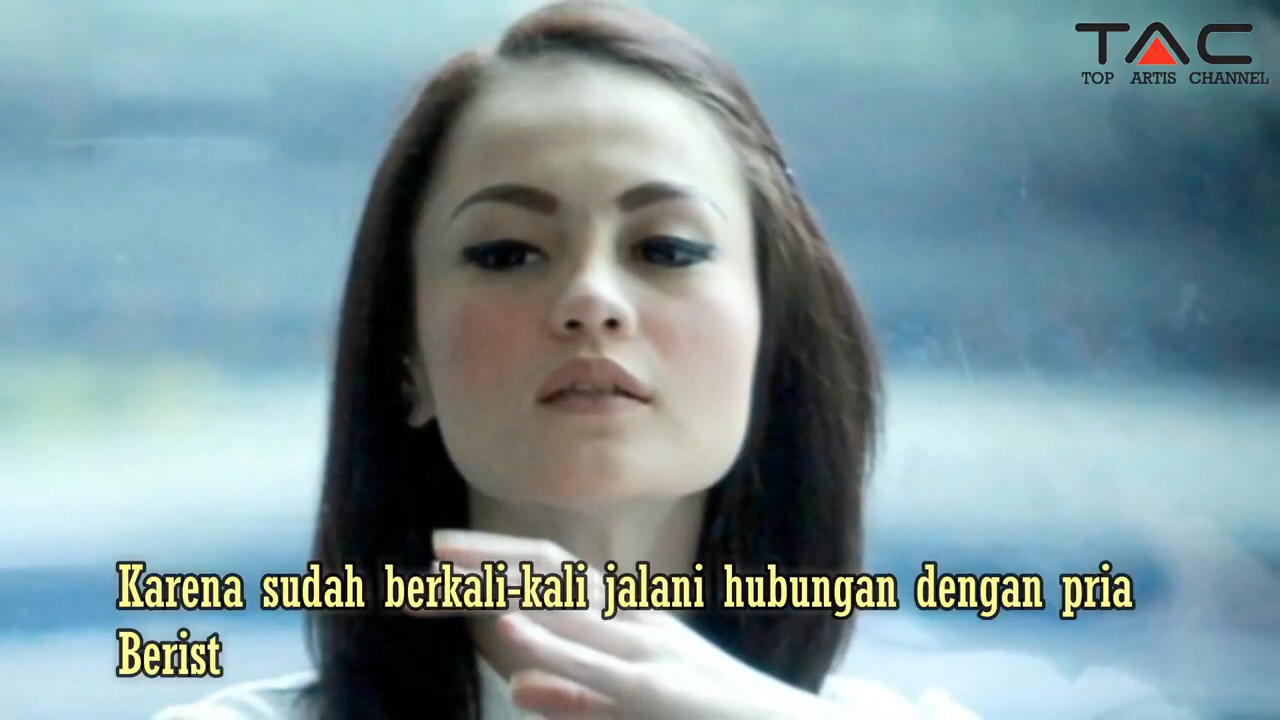 TAC
TOP ARTIS CHANNEL
Karena sudah berkali-kali jalani hubungan dengan pria
Berist